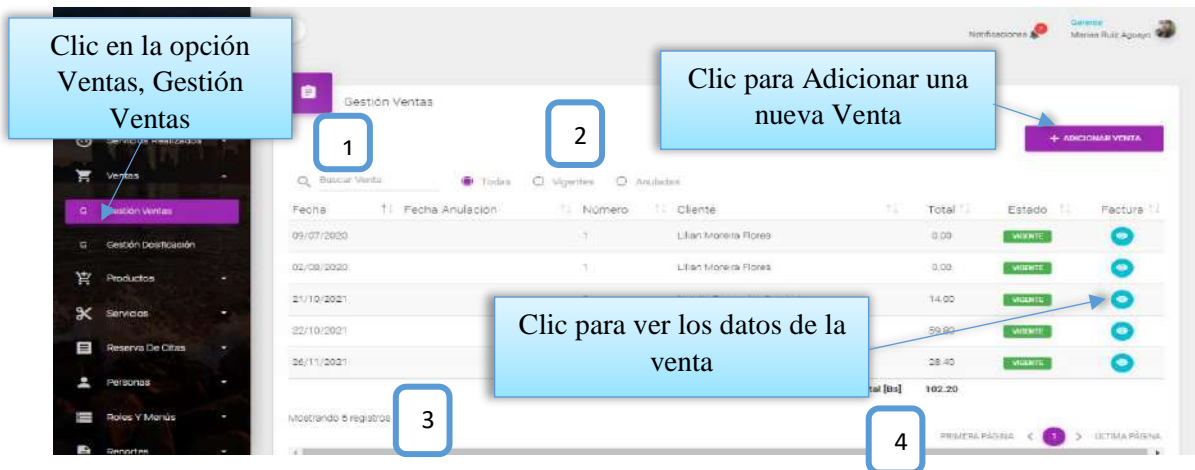 Clic en la opción
Ventas, Gestión
Ventas
Notificaciones
Gerente
Clic para Adicionar una
nueva Venta
Gestión Ventas
1
2
+ ADICIONAR VENTA
Servicios Realizados
Ventas
Buscar Venta
Todas
Vigentes
Anuladas
G Gestión Ventas
Fecha
Fecha Anulación
Número
Cliente
Total
Estado
Factura
09/07/2020 1 Lilian Moreira Flores 0.00 VIGENTE
G Gestión Dosificación
02/08/2020 1 Lilian Moreira Flores 0.00 VIGENTE
Productos
21/10/2021 14.00 VIGENTE
Servicios
Clic para ver los datos de la
venta
22/10/2021 59.80 VIGENTE
Reserva De Citas
26/11/2021 28.40 VIGENTE
Personas
[Bs] 102.20
Roles Y Menús
Mostrando 5 registros
3
4
PRIMERA PÁGINA < 1 > ÚLTIMA PÁGINA
Reportes